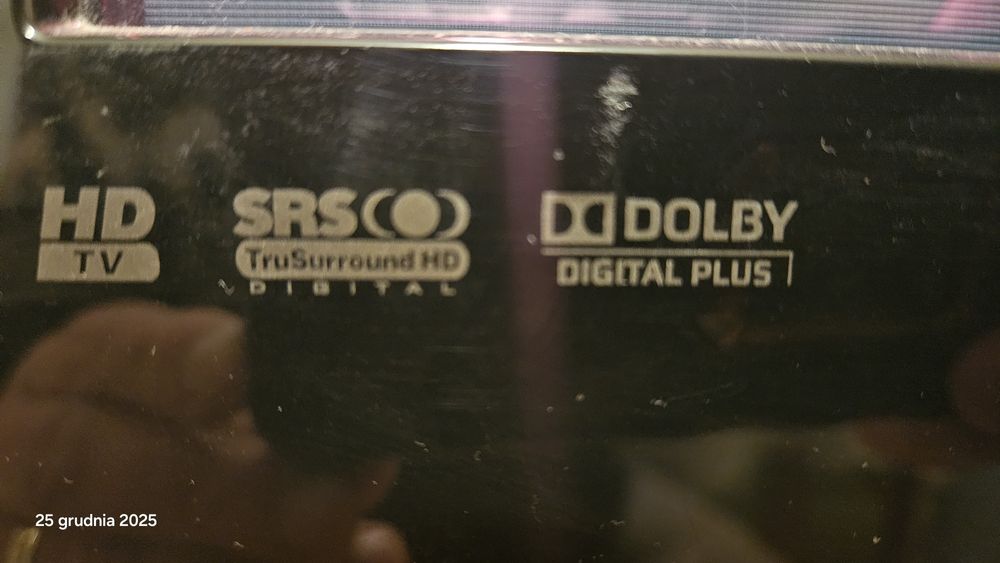 HD
TV
SRS
TruSurround HD
DIGITAL
DOLBY
DIGITAL PLUS
25 grudnia 2025